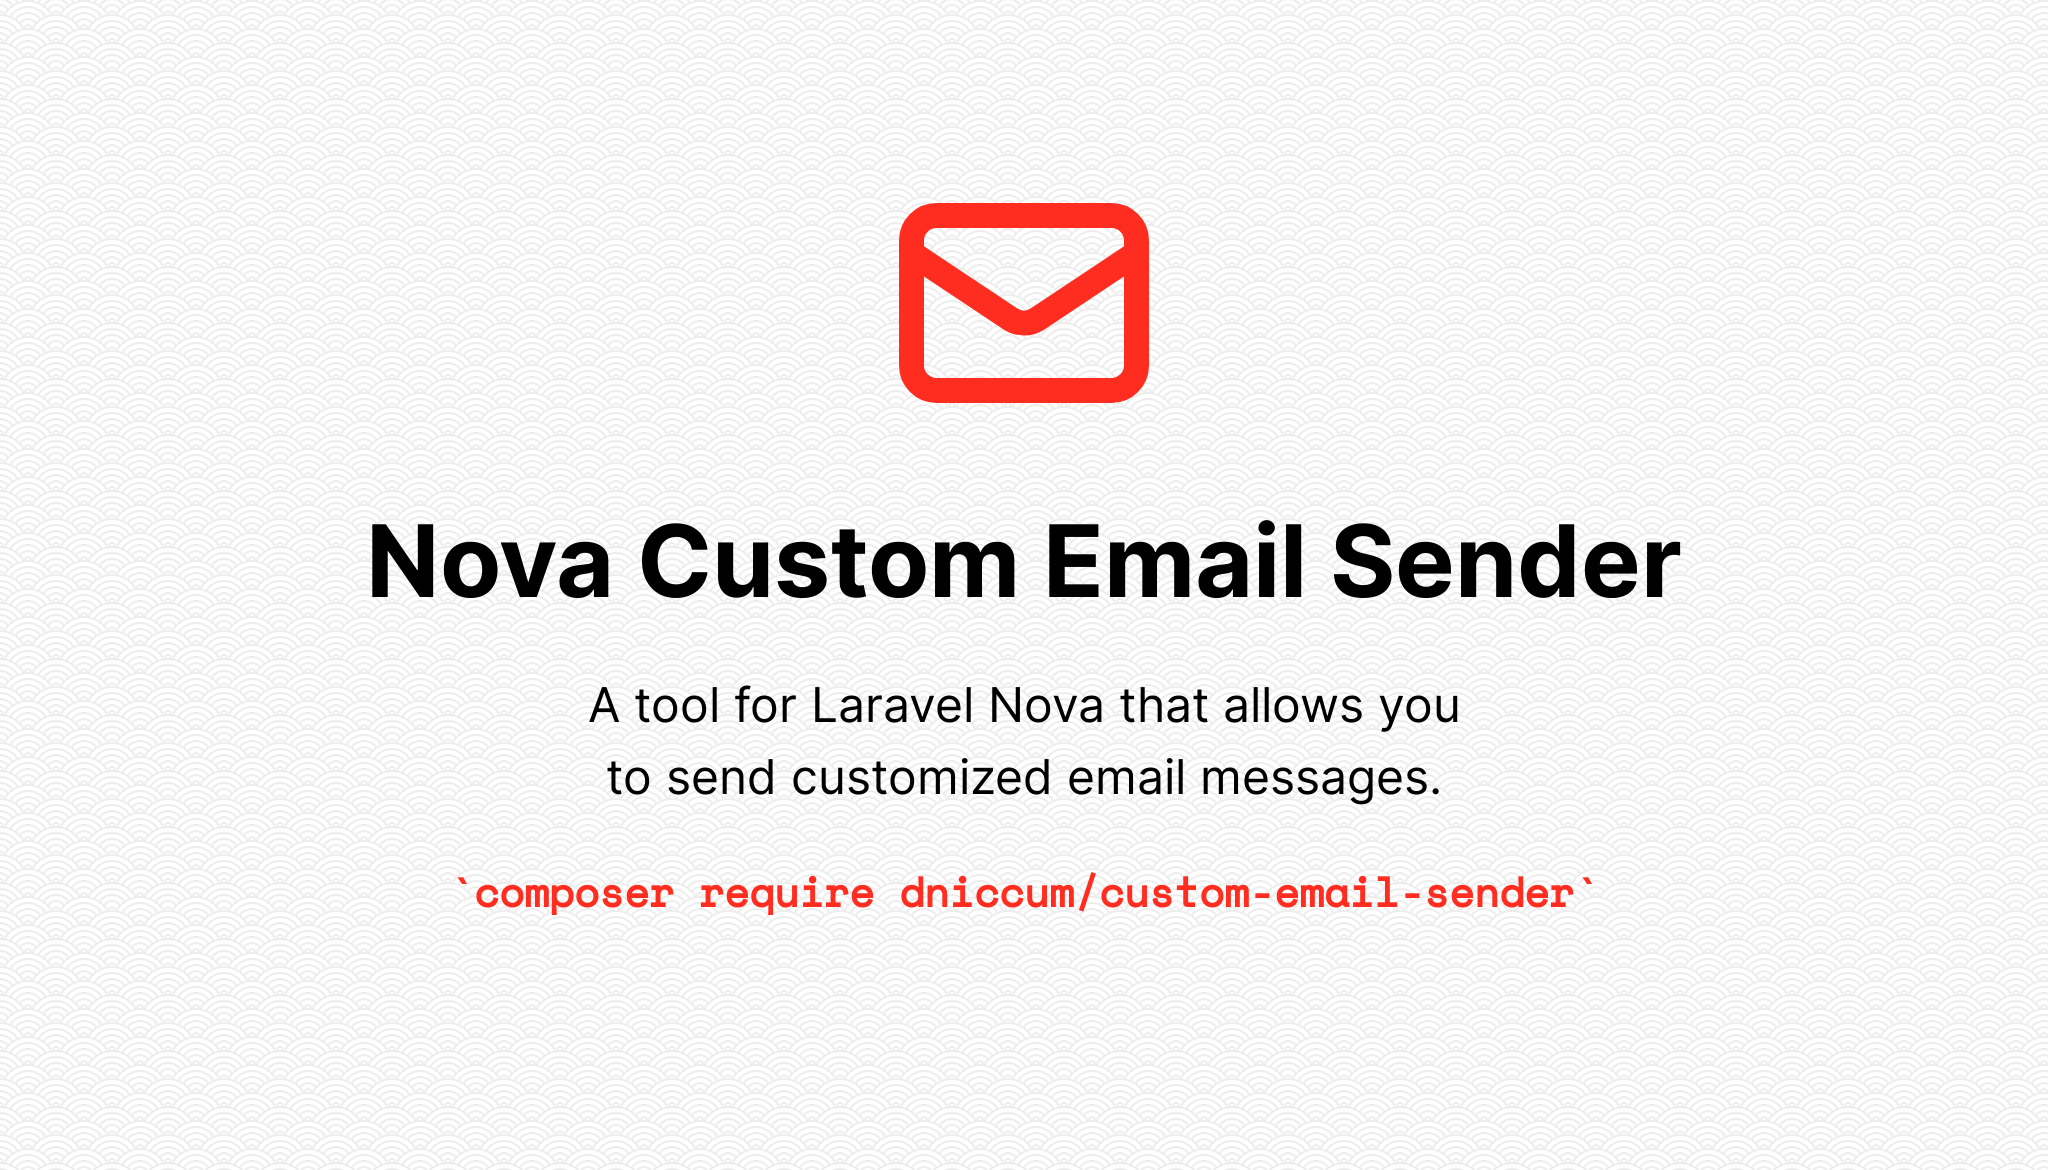 Nova Custom Email Sender
A tool for Laravel Nova that allows you
to send customized email messages.
`composer require dniccum/custom-email-sender`